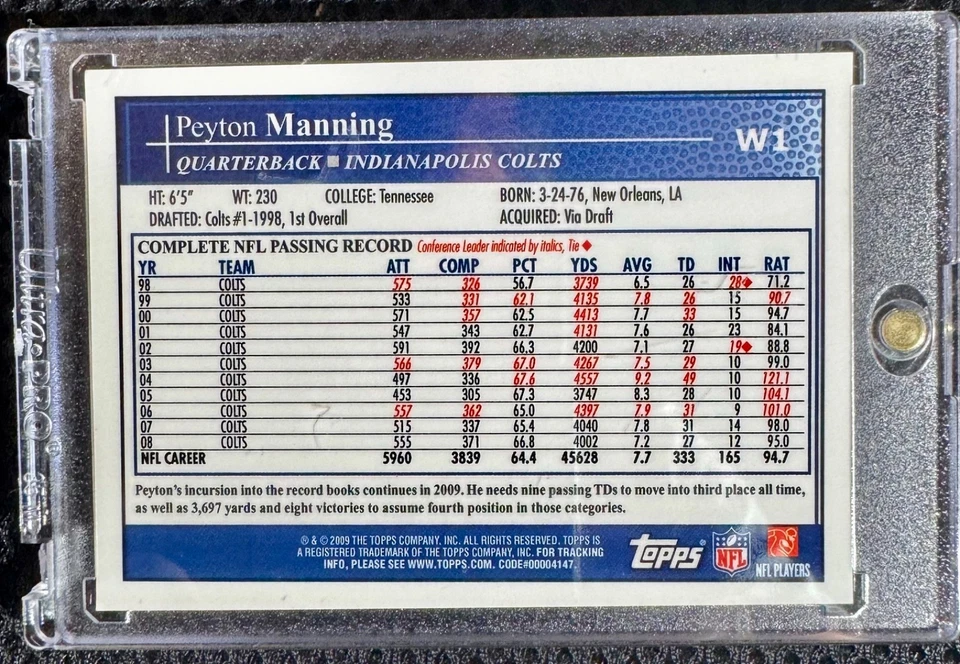 Peyton Manning
W1
QUARTERBACK ■ INDIANAPOLIS COLTS
HT: 6'5" WT: 230 COLLEGE: Tennessee BORN: 3-24-76, New Orleans, LA
DRAFTED: Colts #1-1998, 1st Overall ACQUIRED: Via Draft
COMPLETE NFL PASSING RECORD Conference Leader indicated by italics, Tie ◆
YR TEAM ATT COMP PCT YDS AVG TD INT RAT
98 COLTS 575 326 56.7 3739 6.5 26 28◆ 71.2
99 COLTS 533 331 62.1 4135 7.8 26 15 90.7
00 COLTS 571 357 62.5 4413 7.7 33 15 94.7
01 COLTS 547 343 62.7 4131 7.6 26 23 84.1
02 COLTS 591 392 66.3 4200 7.1 27 19◆ 88.8
03 COLTS 566 379 67.0 4267 7.5 29 10 99.0
04 COLTS 497 336 67.6 4557 9.2 49 10 121.1
05 COLTS 453 305 67.3 3747 8.3 28 10 104.1
06 COLTS 557 362 65.0 4397 7.9 31 9 101.0
07 COLTS 515 337 65.4 4040 7.8 31 14 98.0
08 COLTS 555 371 66.8 4002 7.2 27 12 95.0
NFL CAREER 5960 3839 64.4 45628 7.7 333 165 94.7
Peyton's incursion into the record books continues in 2009. He needs nine passing TDs to move into third place all time,
as well as 3,697 yards and eight victories to assume fourth position in those categories.
® & © 2009 THE TOPPS COMPANY, INC. ALL RIGHTS RESERVED. TOPPS IS
A REGISTERED TRADEMARK OF THE TOPPS COMPANY, INC. FOR TRACKING
INFO, PLEASE SEE WWW.TOPPS.COM. CODE#00004147.
topps®
NFL
NFL PLAYERS
ULTRA PRO®